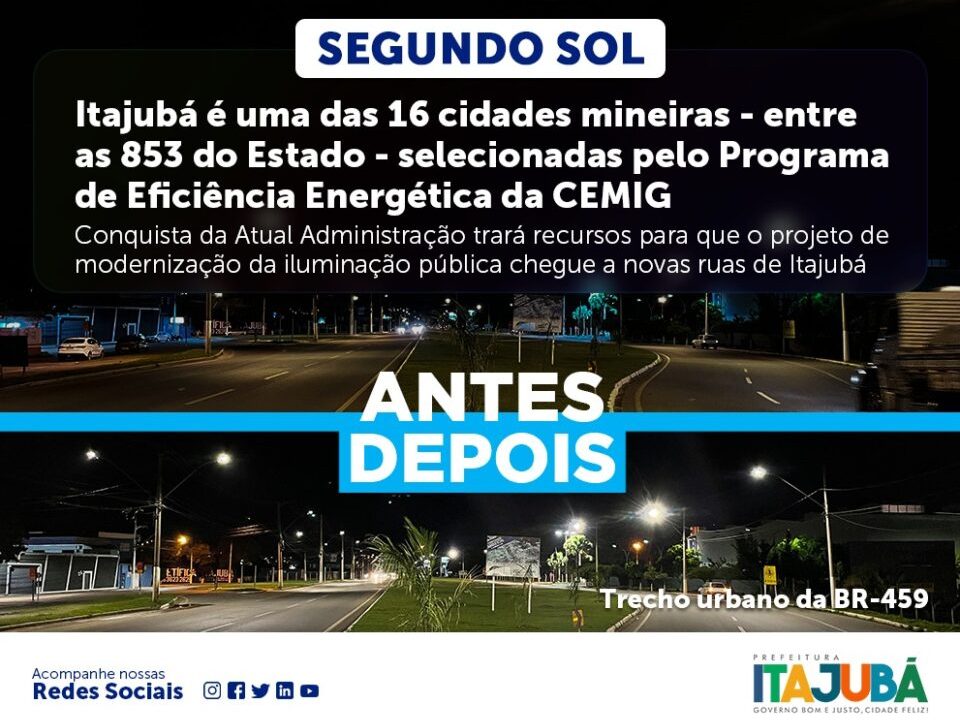 SEGUNDO SOL
Itajubá é uma das 16 cidades mineiras - entre
as 853 do Estado - selecionadas pelo Programa
de Eficiência Energética da CEMIG
Conquista da Atual Administração trará recursos para que o projeto de
modernização da iluminação pública chegue a novas ruas de Itajubá
ANTES
DEPOIS
Trecho urbano da BR-459
Acompanhe nossas
Redes Sociais
PREFEITURA
ITAJUBÁ
GOVERNO BOM E JUSTO, CIDADE FELIZ!